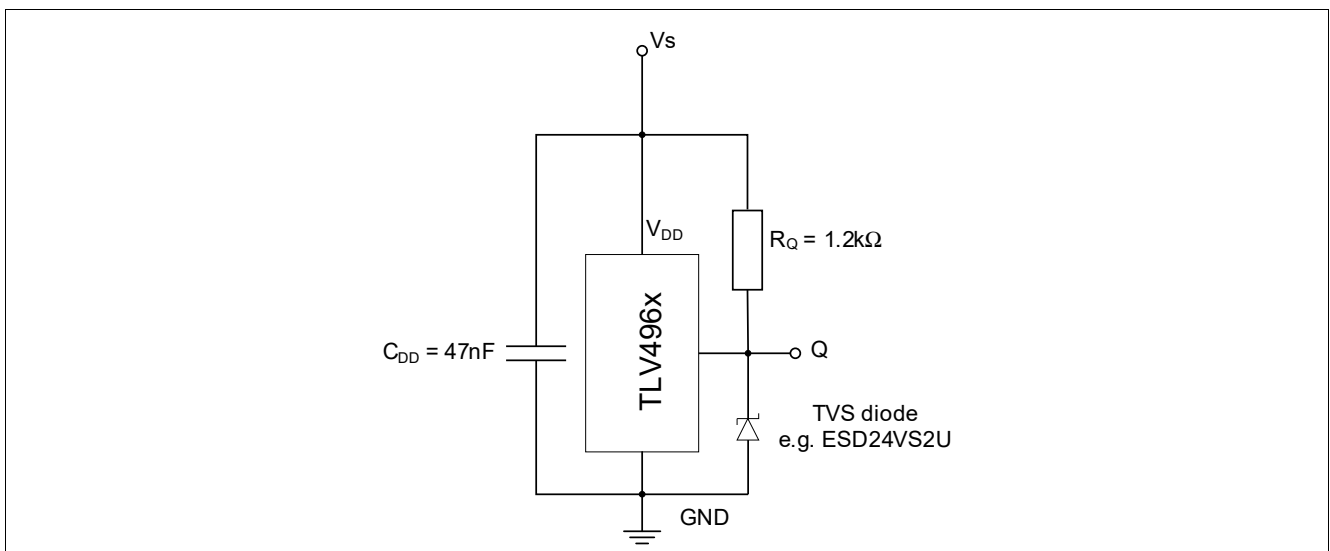 Vs
VDD
RQ = 1.2kΩ
TLV496x
CDD = 47nF
Q
TVS diode
e.g. ESD24VS2U
GND